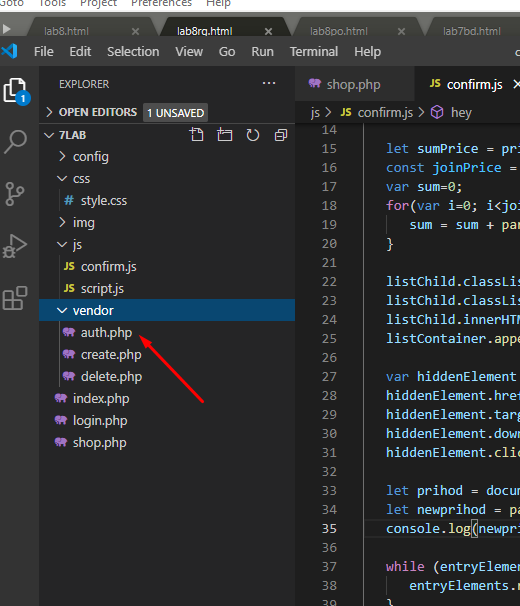 Goto Tools Project Preferences Help
lab8.html lab8rg.html lab8po.html lab7bd.html
File Edit Selection View Go Run Terminal Help
EXPLORER
shop.php
confirm.js
OPEN EDITORS 1 UNSAVED
js > confirm.js > hey
7LAB
config
css
style.css
img
js
confirm.js
script.js
vendor
auth.php
create.php
delete.php
index.php
login.php
shop.php
1
14
15 let sumPrice = pri
16 const joinPrice =
17 var sum=0;
18 for(var i=0; i<joi
19 sum = sum + par
20 }
21
22 listChild.classLis
23 listChild.classLis
24 listChild.innerHTM
25 listContainer.appe
26
27 var hiddenElement
28 hiddenElement.href
29 hiddenElement.targ
30 hiddenElement.down
31 hiddenElement.clic
32
33 let prihod = docum
34 let newprihod = pa
35 console.log(newpri
36
37 while (entryElemen
38 entryElements.r
39 }